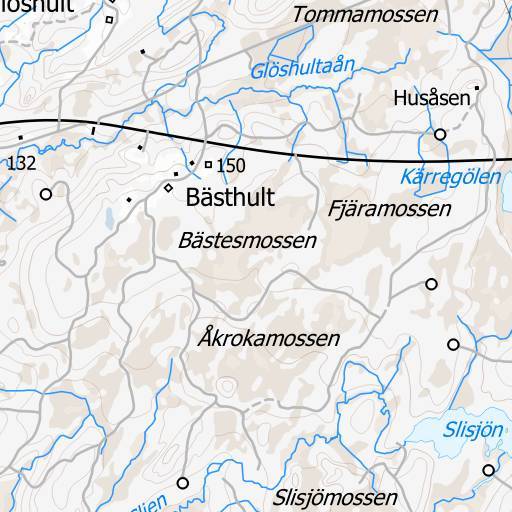 Tommamossen
Glöshultaån
Husåsen
132
150
Kärregölen
Bästhult
Fjäramossen
Bästesmossen
Åkrokamossen
Slisjön
Slisjömossen